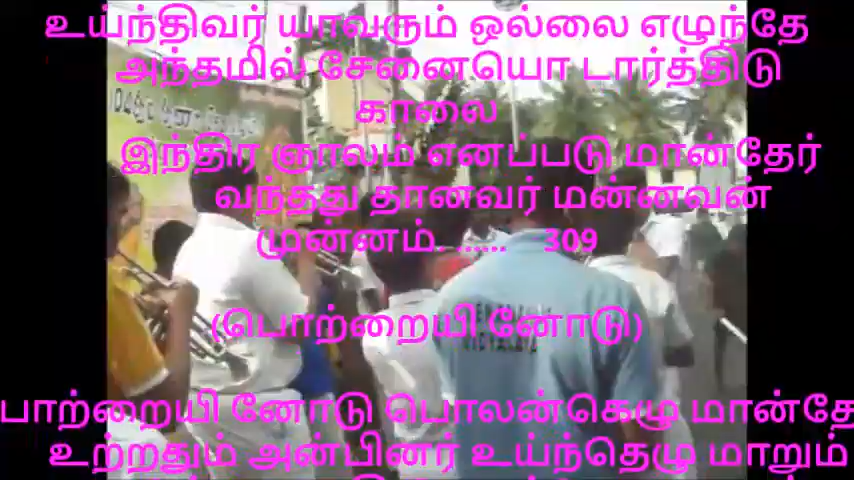 உய்ந்திவர் யாவரும் ஒல்லை எழுந்தே
அந்தமில் சேனையொ டார்த்திடு
காலை
இந்திர ஞாலம் எனப்படு மான்தேர்
வந்தது தானவர் மன்னவன்
முன்னம். ...... 309
(பொற்றையி னோடு)
பாற்றையி னோடு பொலன்கெழு மான்தே
உற்றதும் அன்பினர் உய்ந்தெழு மாறும்